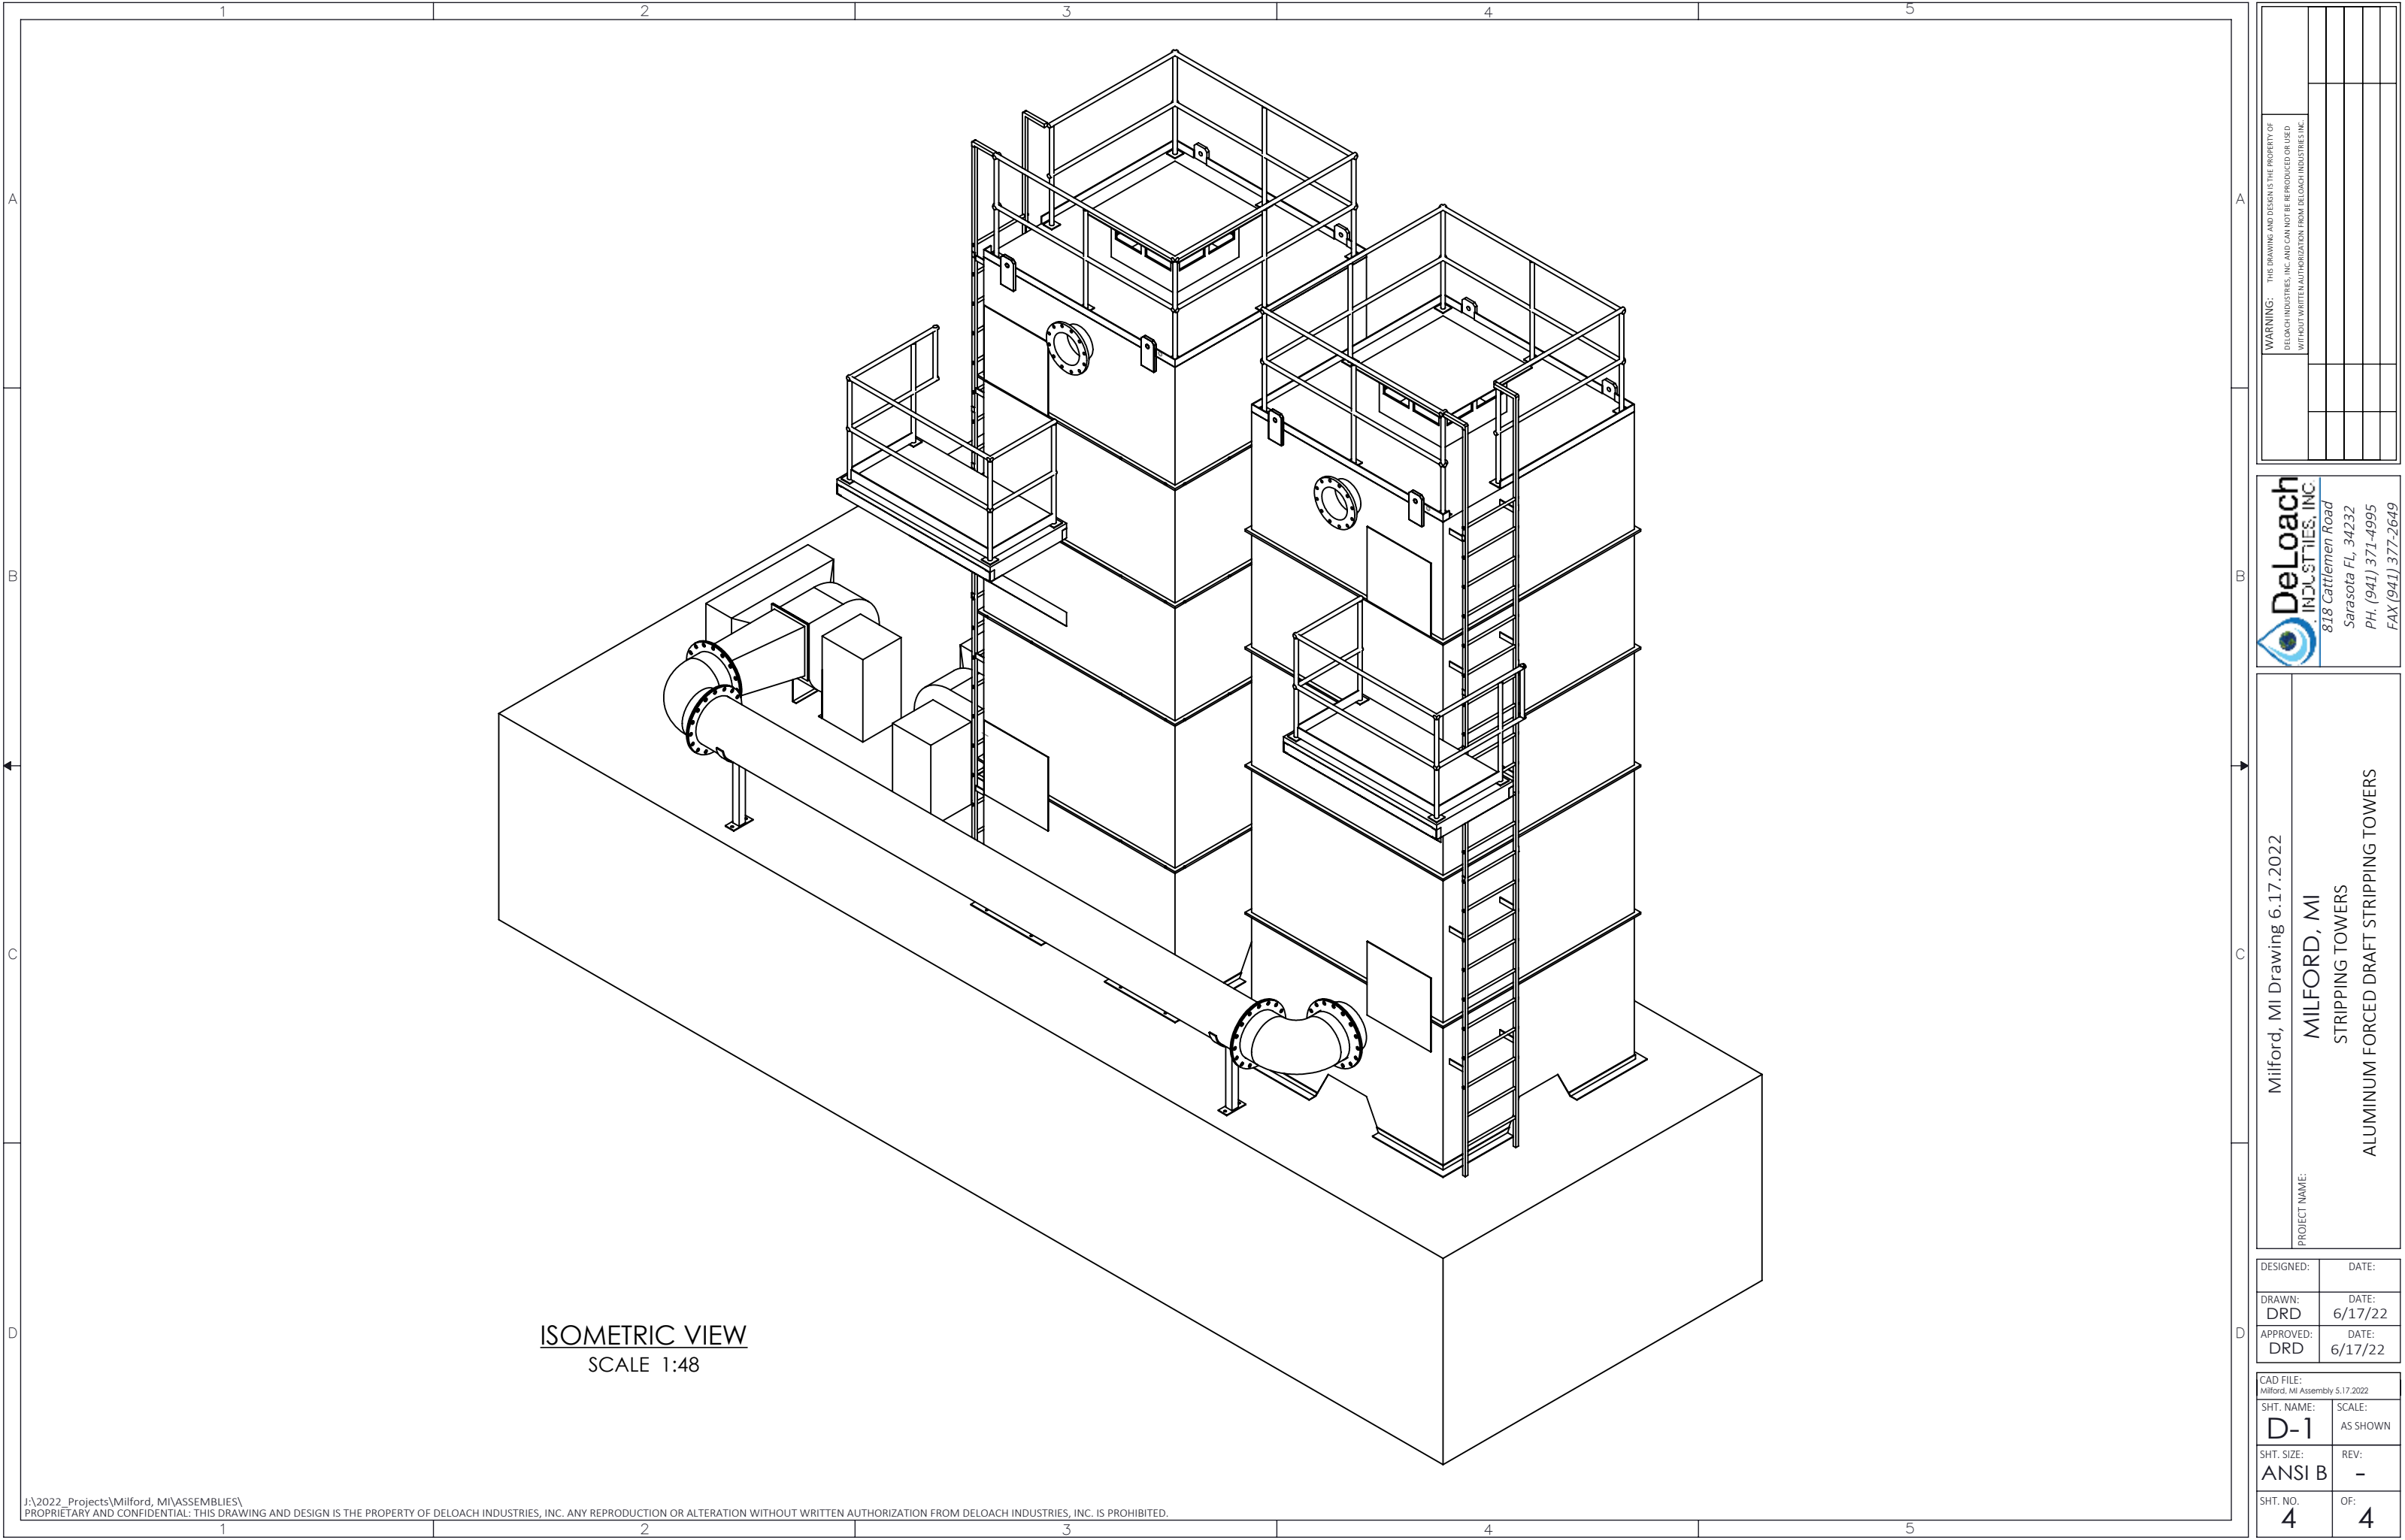 1
2
3
4
5
A
A
B
B
C
C
D
D
ISOMETRIC VIEW
SCALE 1:48
J:\2022_Projects\Milford, MI\ASSEMBLIES\
PROPRIETARY AND CONFIDENTIAL: THIS DRAWING AND DESIGN IS THE PROPERTY OF DELOACH INDUSTRIES, INC. ANY REPRODUCTION OR ALTERATION WITHOUT WRITTEN AUTHORIZATION FROM DELOACH INDUSTRIES, INC. IS PROHIBITED.
1
2
3
4
5
WARNING: THIS DRAWING AND DESIGN IS THE PROPERTY OF
DELOACH INDUSTRIES, INC. AND CAN NOT BE REPRODUCED OR USED
WITHOUT WRITTEN AUTHORIZATION FROM DELOACH INDUSTRIES INC.
DeLoach
INDUSTRIES, INC.
818 Cattlemen Road
Sarasota FL, 34232
PH. (941) 371-4995
FAX (941) 377-2649
Milford, MI Drawing 6.17.2022
PROJECT NAME:
MILFORD, MI
STRIPPING TOWERS
ALUMINUM FORCED DRAFT STRIPPING TOWERS
DESIGNED: DATE:
DRAWN: DATE:
DRD 6/17/22
APPROVED: DATE:
DRD 6/17/22
CAD FILE:
Milford, MI Assembly 5.17.2022
SHT. NAME: SCALE:
D-1 AS SHOWN
SHT. SIZE: REV:
ANSI B -
SHT. NO. OF:
4 4